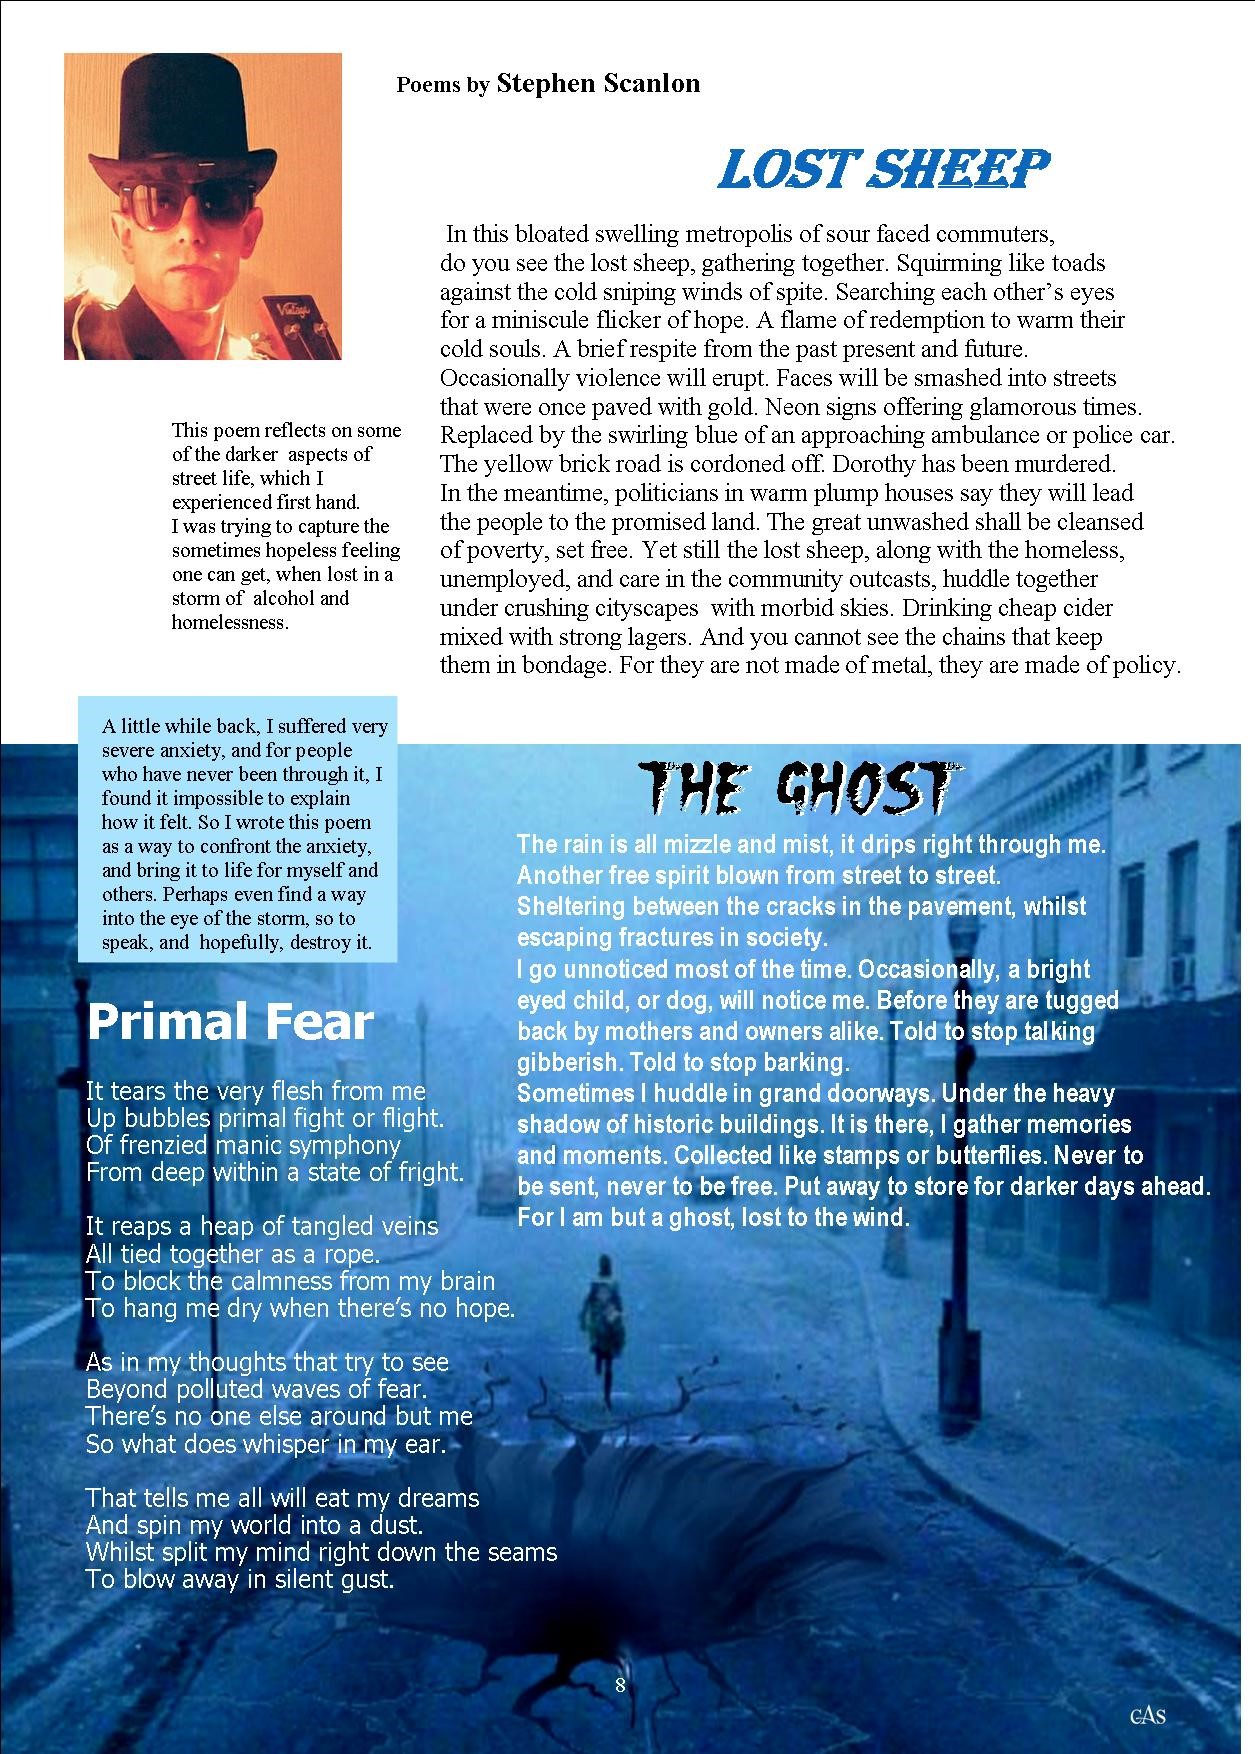 Poems by Stephen Scanlon
Vintage
LOST SHEEP
In this bloated swelling metropolis of sour faced commuters,
do you see the lost sheep, gathering together. Squirming like toads
against the cold sniping winds of spite. Searching each other’s eyes
for a miniscule flicker of hope. A flame of redemption to warm their
cold souls. A brief respite from the past present and future.
Occasionally violence will erupt. Faces will be smashed into streets
that were once paved with gold. Neon signs offering glamorous times.
Replaced by the swirling blue of an approaching ambulance or police car.
The yellow brick road is cordoned off. Dorothy has been murdered.
In the meantime, politicians in warm plump houses say they will lead
the people to the promised land. The great unwashed shall be cleansed
of poverty, set free. Yet still the lost sheep, along with the homeless,
unemployed, and care in the community outcasts, huddle together
under crushing cityscapes with morbid skies. Drinking cheap cider
mixed with strong lagers. And you cannot see the chains that keep
them in bondage. For they are not made of metal, they are made of policy.
This poem reflects on some
of the darker aspects of
street life, which I
experienced first hand.
I was trying to capture the
sometimes hopeless feeling
one can get, when lost in a
storm of alcohol and
homelessness.
A little while back, I suffered very
severe anxiety, and for people
who have never been through it, I
found it impossible to explain
how it felt. So I wrote this poem
as a way to confront the anxiety,
and bring it to life for myself and
others. Perhaps even find a way
into the eye of the storm, so to
speak, and hopefully, destroy it.
Primal Fear
It tears the very flesh from me
Up bubbles primal fight or flight.
Of frenzied manic symphony
From deep within a state of fright.
It reaps a heap of tangled veins
All tied together as a rope.
To block the calmness from my brain
To hang me dry when there’s no hope.
As in my thoughts that try to see
Beyond polluted waves of fear.
There’s no one else around but me
So what does whisper in my ear.
That tells me all will eat my dreams
And spin my world into a dust.
Whilst split my mind right down the seams
To blow away in silent gust.
THE GHOST
The rain is all mizzle and mist, it drips right through me.
Another free spirit blown from street to street.
Sheltering between the cracks in the pavement, whilst
escaping fractures in society.
I go unnoticed most of the time. Occasionally, a bright
eyed child, or dog, will notice me. Before they are tugged
back by mothers and owners alike. Told to stop talking
gibberish. Told to stop barking.
Sometimes I huddle in grand doorways. Under the heavy
shadow of historic buildings. It is there, I gather memories
and moments. Collected like stamps or butterflies. Never to
be sent, never to be free. Put away to store for darker days ahead.
For I am but a ghost, lost to the wind.
8
GAS